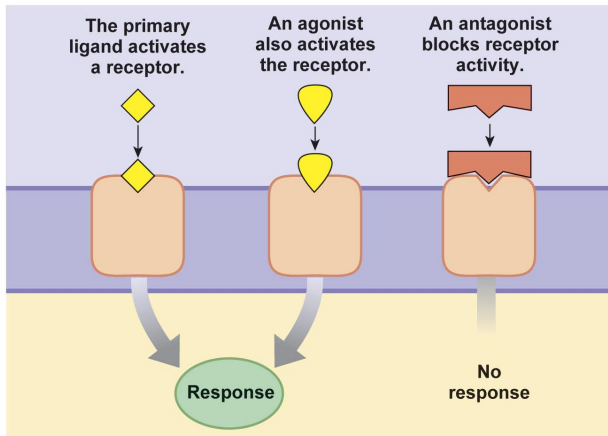 The primary
ligand activates
a receptor.
An agonist
also activates
the receptor.
An antagonist
blocks receptor
activity.
Response
No
response